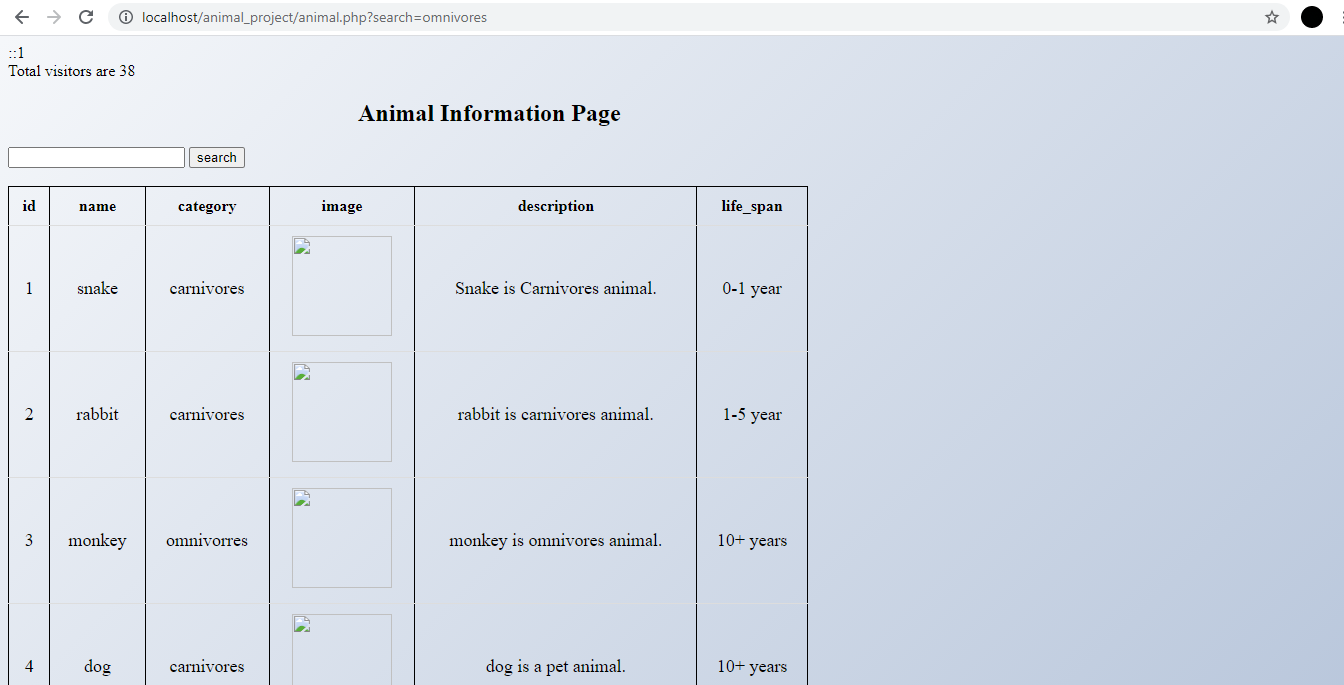 localhost/animal_project/animal.php?search=omnivores
::1
Total visitors are 38
Animal Information Page
search
id name category image description life_span
1 snake carnivores Snake is Carnivores animal. 0-1 year
2 rabbit carnivores rabbit is carnivores animal. 1-5 year
3 monkey omnivorres monkey is omnivores animal. 10+ years
4 dog carnivores dog is a pet animal. 10+ years